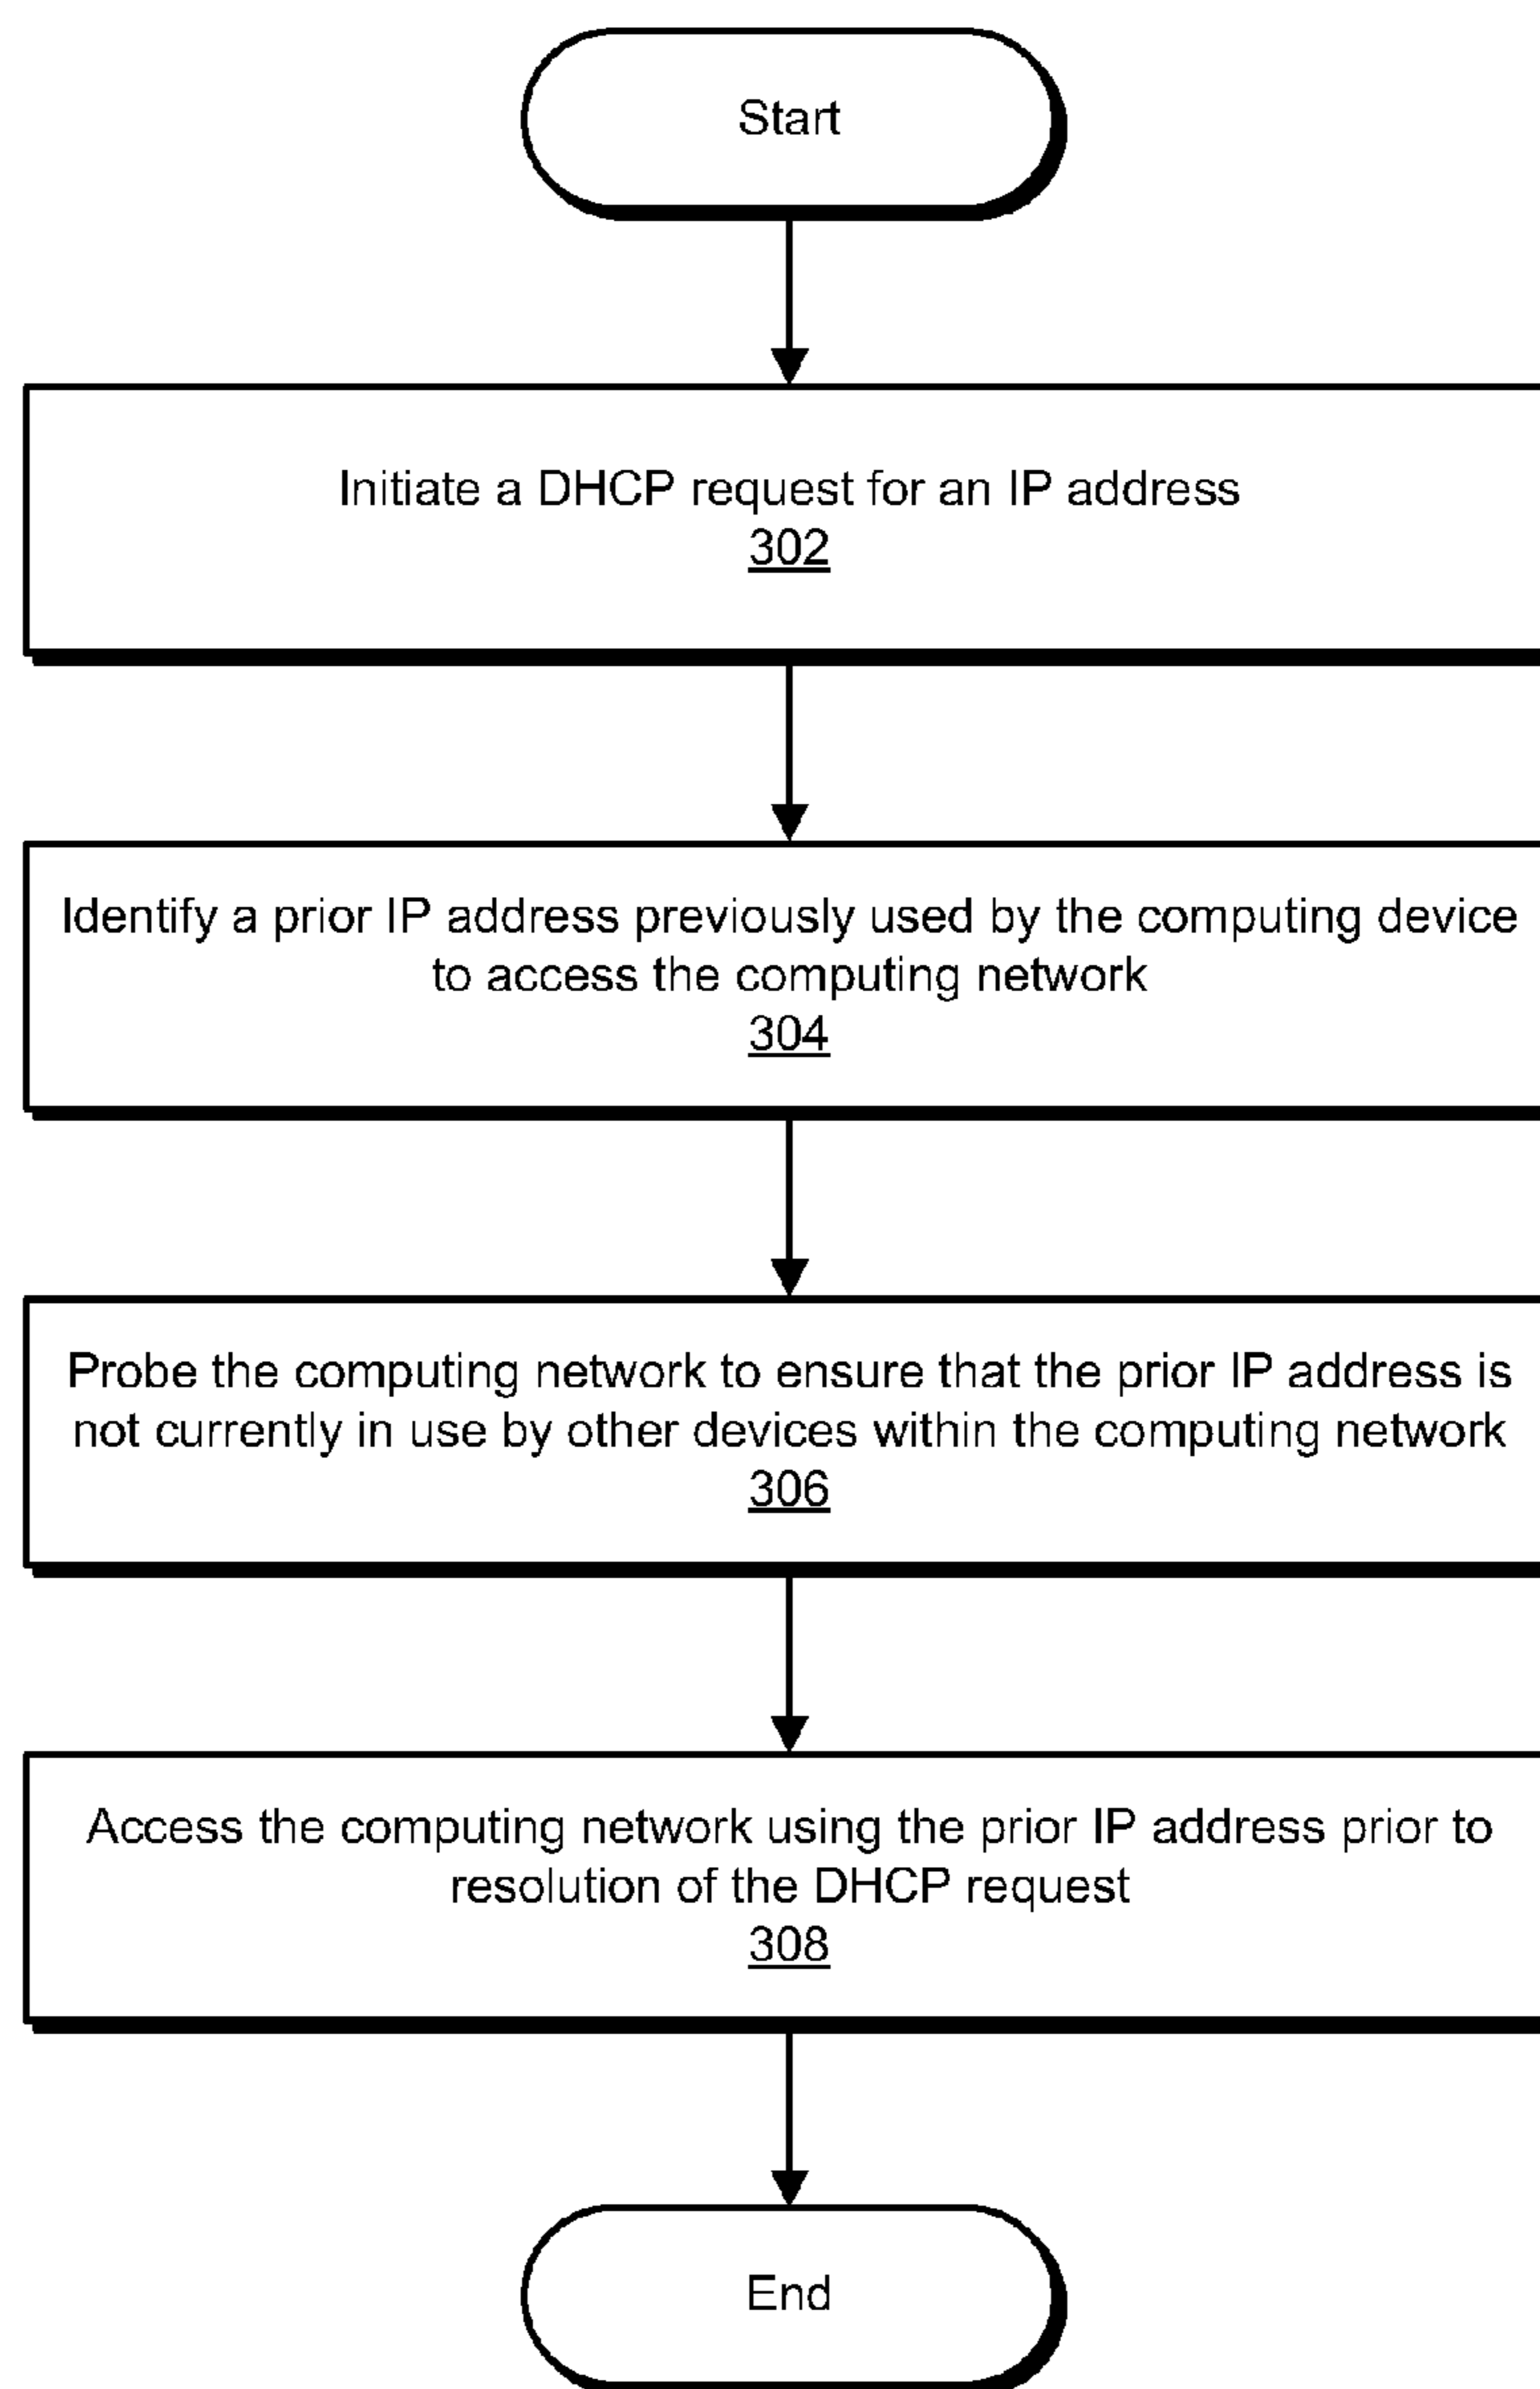 Start
Initiate a DHCP request for an IP address
302
Identify a prior IP address previously used by the computing device
to access the computing network
304
Probe the computing network to ensure that the prior IP address is
not currently in use by other devices within the computing network
306
Access the computing network using the prior IP address prior to
resolution of the DHCP request
308
End